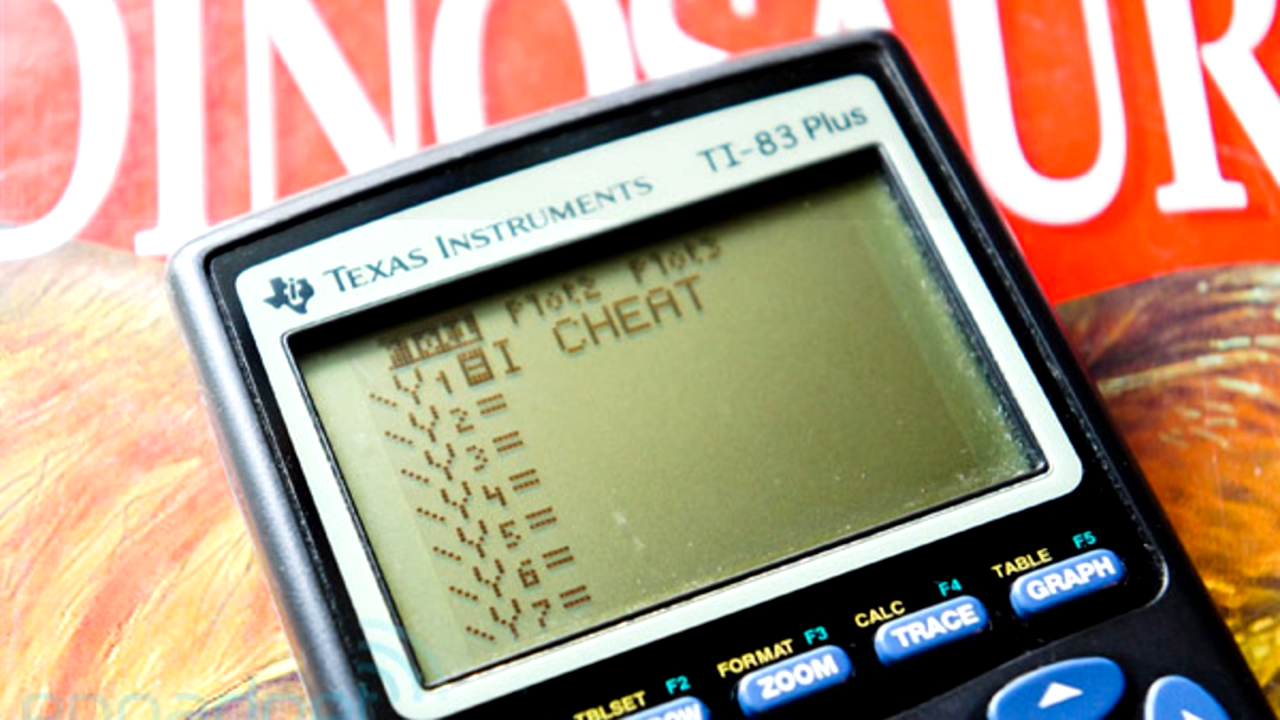 DINOSAUR
TI-83 Plus
TEXAS INSTRUMENTS
Plot1 Plot2 Plot3
\Y1=I CHEAT
\Y2=
\Y3=
\Y4=
\Y5=
\Y6=
\Y7=
TBLSET F2 FORMAT F3 CALC F4 TABLE F5
ZOOM TRACE GRAPH
engadget